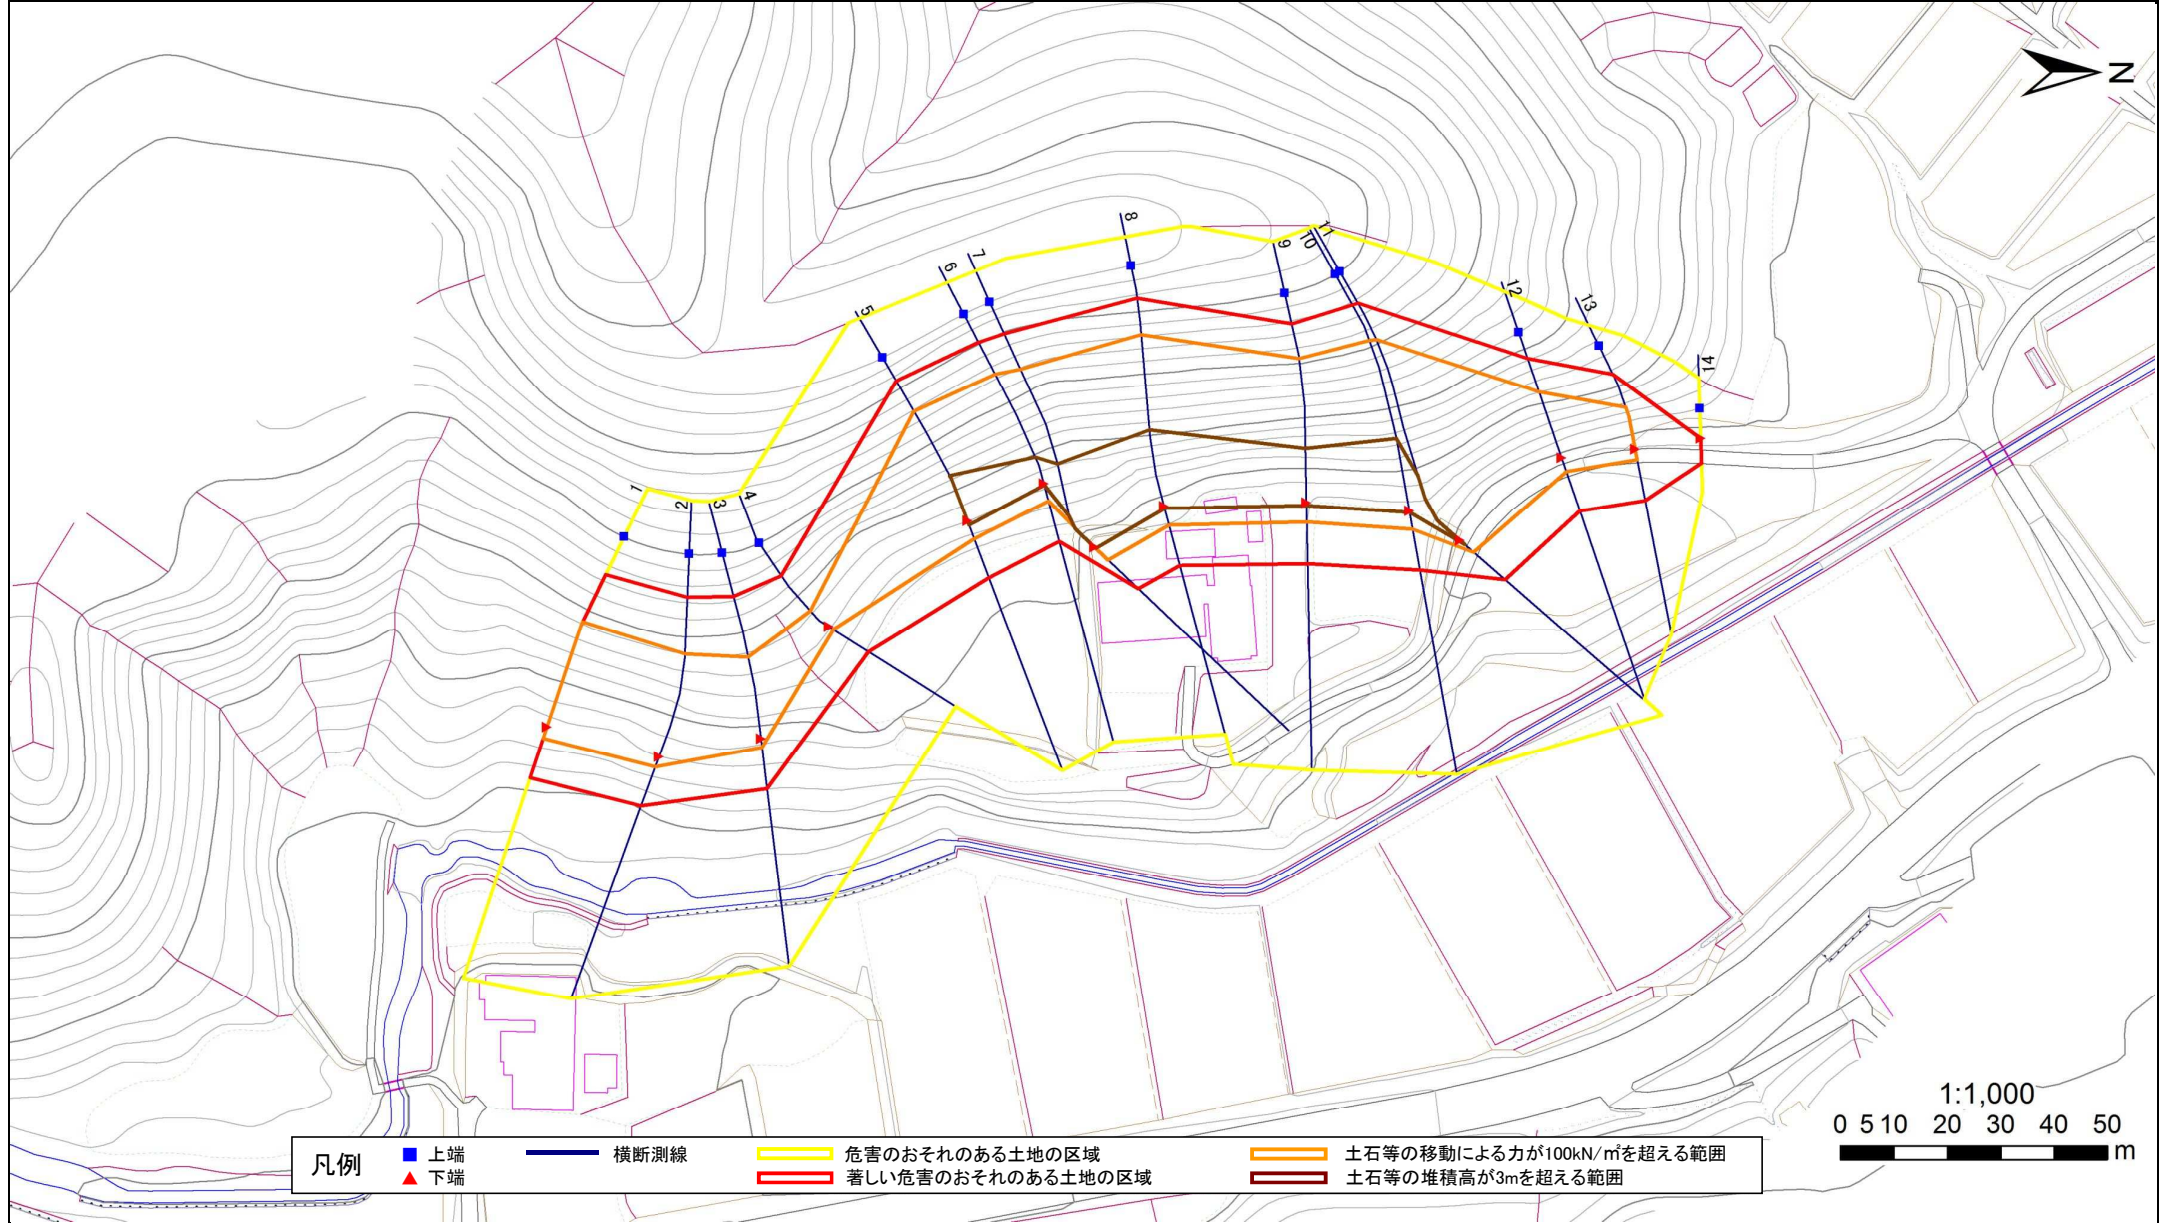 N
8
11
10
9
7
6
12
13
5
14
1
2
3
4
1:1,000
0 5 10 20 30 40 50
m
凡例
上端
横断測線
危害のおそれのある土地の区域
土石等の移動による力が100kN/㎡を超える範囲
下端
著しい危害のおそれのある土地の区域
土石等の堆積高が3mを超える範囲